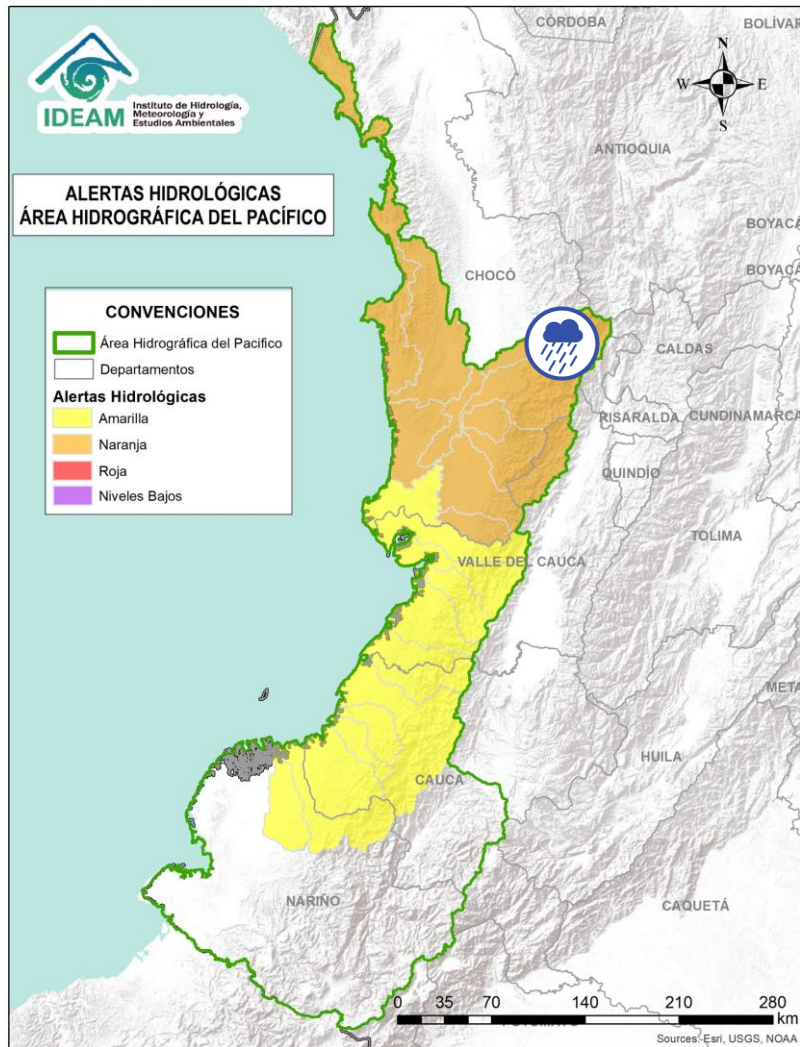 CÓRDOBA
BOLÍVAR
N
W
E
S
IDEAM
Instituto de Hidrología,
Meteorología y
Estudios Ambientales
ANTIOQUIA
ALERTAS HIDROLÓGICAS
ÁREA HIDROGRÁFICA DEL PACÍFICO
BOYACÁ
BOYACÁ
CHOCÓ
CONVENCIONES
Área Hidrográfica del Pacifico
Departamentos
Alertas Hidrológicas
Amarilla
Naranja
Roja
Niveles Bajos
CALDAS
RISARALDA
CUNDINAMARCA
QUINDÍO
TOLIMA
VALLE DEL CAUCA
META
HUILA
CAUCA
NARIÑO
CAQUETÁ
0 35 70 140 210 280
km
Sources: Esri, USGS, NOAA